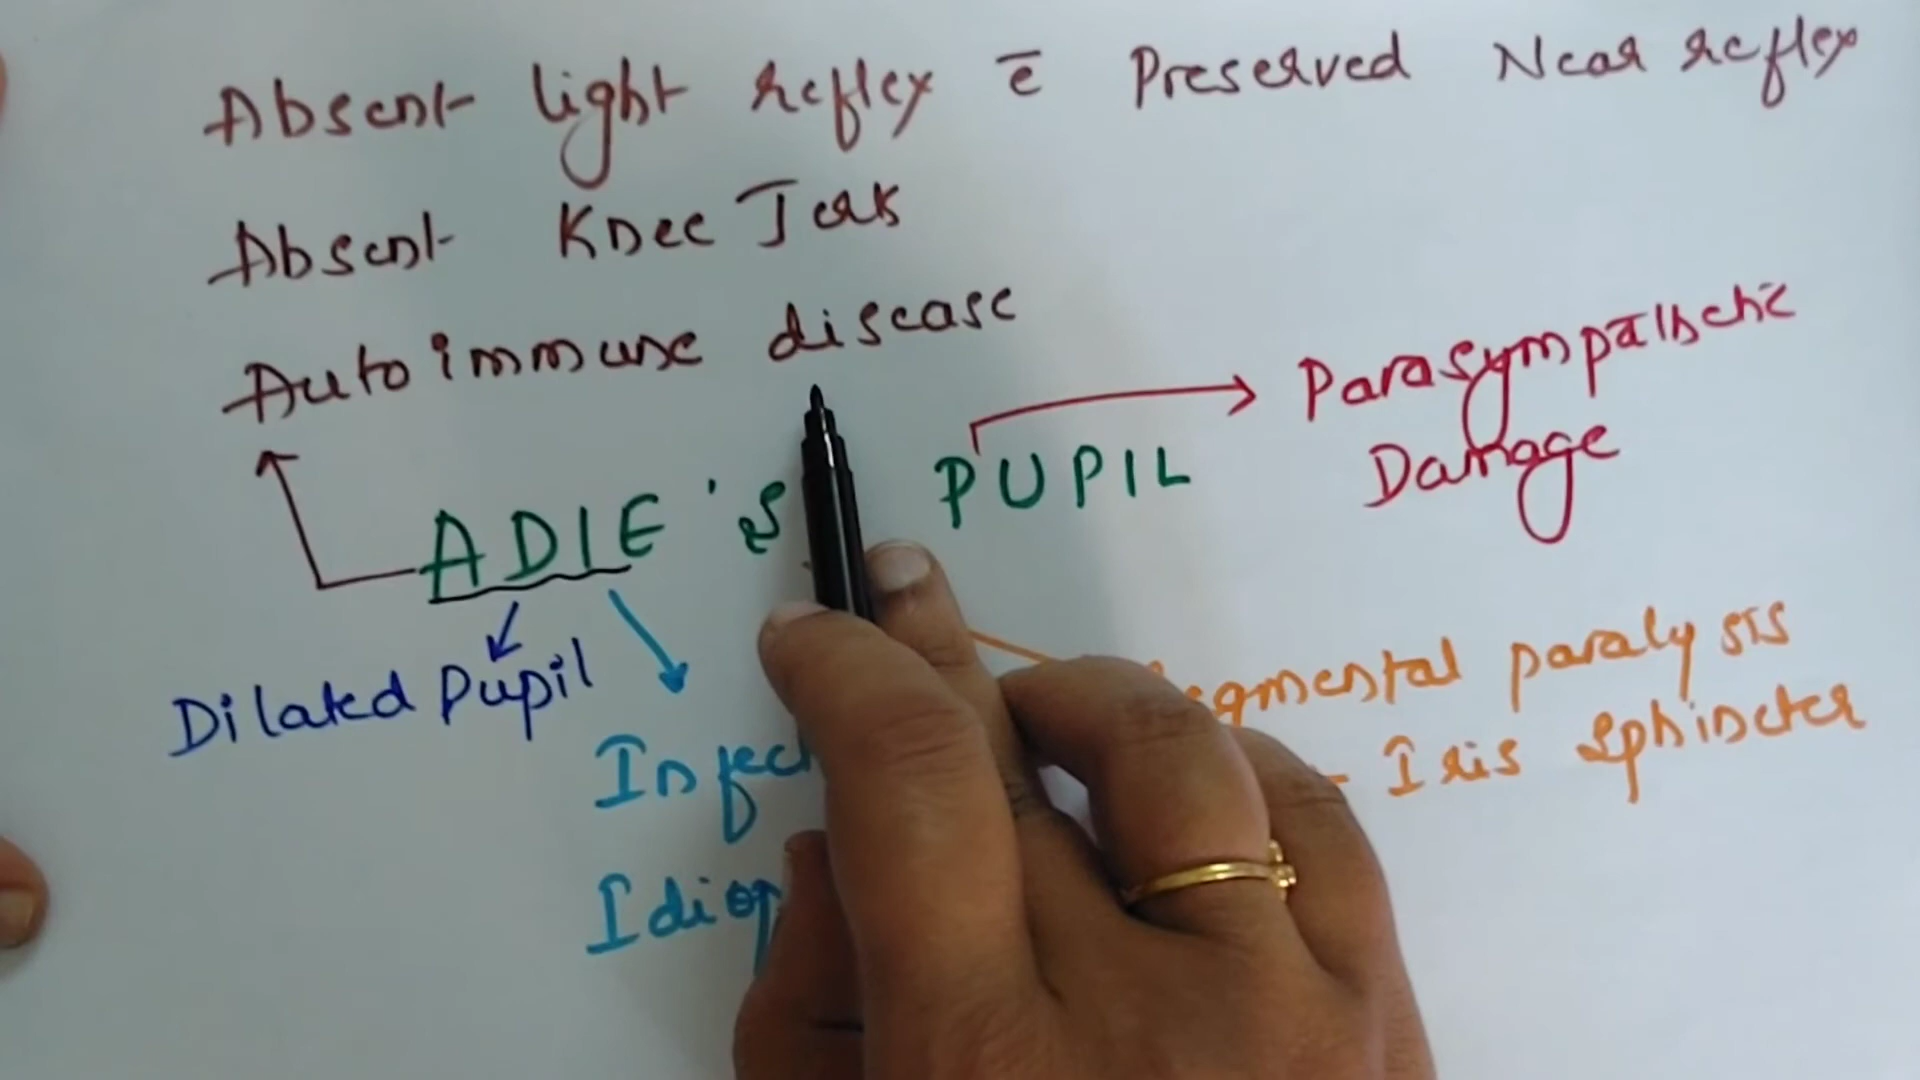 Absent light reflex c̄ Preserved Near reflex
Absent Knee Jerk
Autoimmune disease
Parasympathetic
Damage
ADIE's PUPIL
Dilated Pupil
segmental paralysis
- Iris sphincter